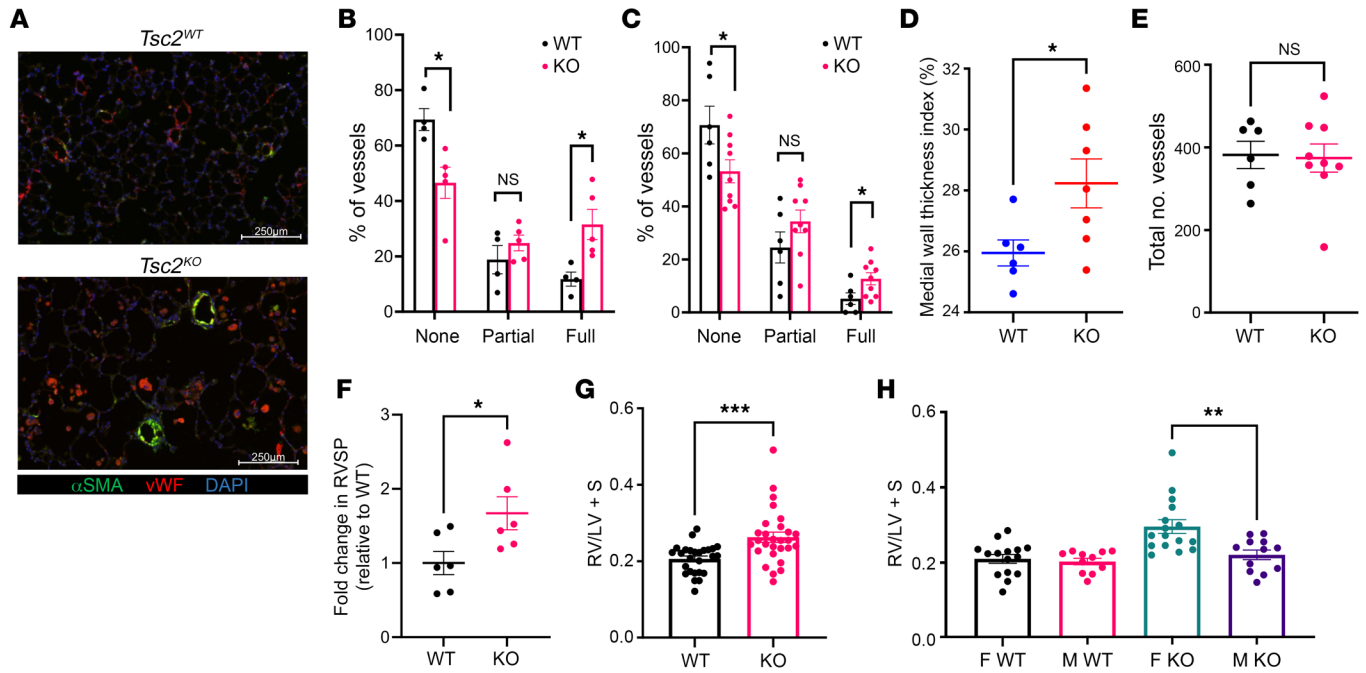 A
Tsc2WT
250µm
Tsc2KO
250µm
αSMA vWF DAPI
B
% of vessels
100
80
60
40
20
0
*
NS
*
WT
KO
None Partial Full
C
% of vessels
100
80
60
40
20
0
*
NS
*
WT
KO
None Partial Full
D
Medial wall thickness index (%)
32
30
28
26
24
*
WT KO
E
Total no. vessels
600
400
200
0
NS
WT KO
F
Fold change in RVSP
(relative to WT)
3
2
1
0
*
WT KO
G
RV/LV + S
0.6
0.4
0.2
0.0
***
WT KO
H
RV/LV + S
0.6
0.4
0.2
0.0
**
F WT M WT F KO M KO